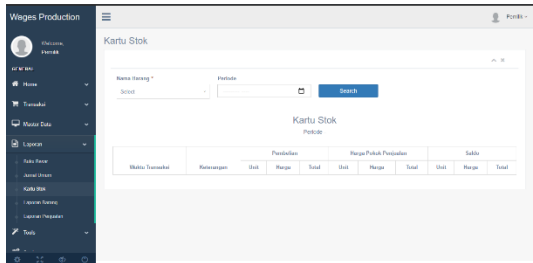 Wages Production
Pemilik
Welcome,
Pemilik
GENERAL
Home
Transaksi
Master Data
Laporan
Buku Besar
Jurnal Umum
Kartu Stok
Laporan Barang
Laporan Penjualan
Tools
Kartu Stok
Nama Barang *
Periode
Select
Search
Kartu Stok
Periode
Pembelian
Harga Pokok Penjualan
Saldo
Waktu Transaksi
Keterangan
Unit
Harga
Total
Unit
Harga
Total
Unit
Harga
Total